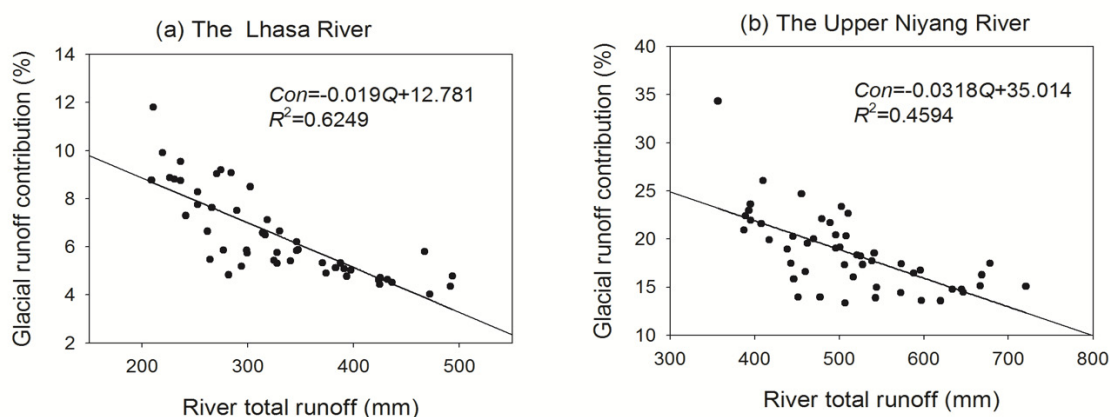 (a) The Lhasa River
Glacial runoff contribution (%)
14
12
10
8
6
4
2
Con=-0.019Q+12.781
R²=0.6249
200
300
400
500
River total runoff (mm)
(b) The Upper Niyang River
Glacial runoff contribution (%)
40
35
30
25
20
15
10
Con=-0.0318Q+35.014
R²=0.4594
300
400
500
600
700
800
River total runoff (mm)